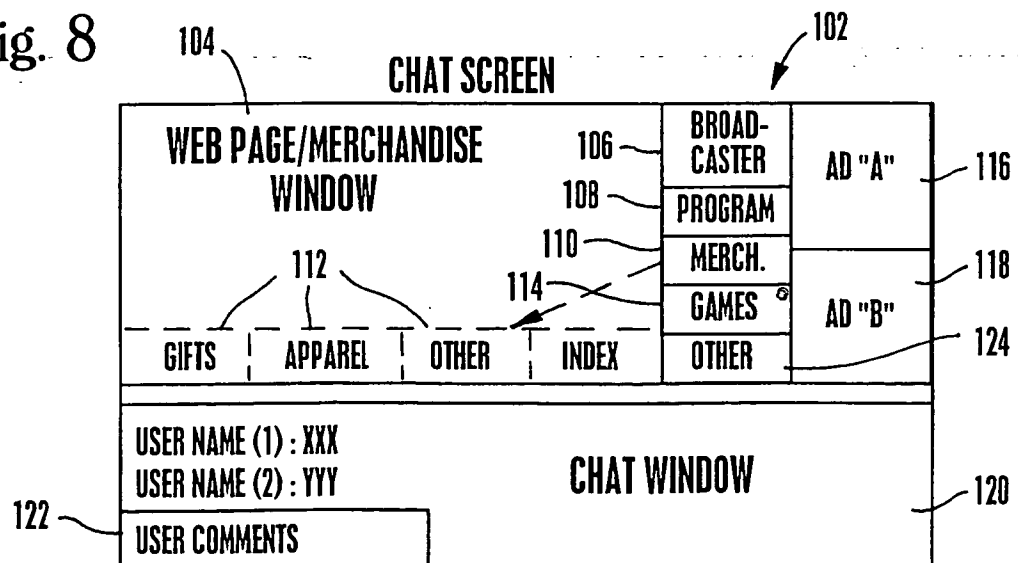 ig. 8
104
102
CHAT SCREEN
WEB PAGE/MERCHANDISE
WINDOW
106
BROAD-
CASTER
AD "A"
116
108
PROGRAM
110
MERCH.
118
112
114
GAMES
AD "B"
GIFTS
APPAREL
OTHER
INDEX
OTHER
124
USER NAME (1) : XXX
USER NAME (2) : YYY
CHAT WINDOW
120
122
USER COMMENTS